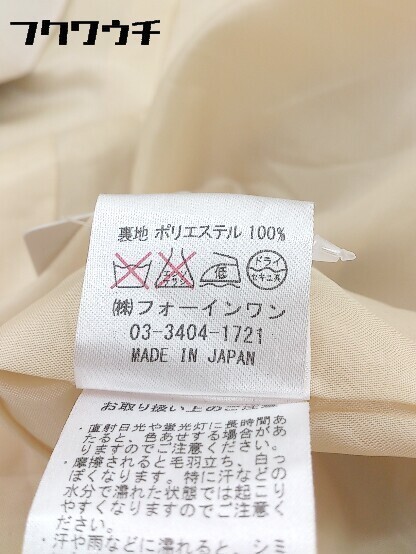 フクワウチ
裏地 ポリエステル 100%
エンソ
サラシ
低
ドライ
セキユ系
㈱フォーインワン
03-3404-1721
MADE IN JAPAN
お取り扱い上のご注意
・直射日光や蛍光灯に長時間あ
たると、色あせする場合があ
りますのでご注意ください。
・摩擦されると毛羽立ち、白っ
ぽくなります。特に汗などの
水分で濡れた状態では起こり
やすくなりますのでご注意く
ださい。
・汗や雨などに濡れると、シミ